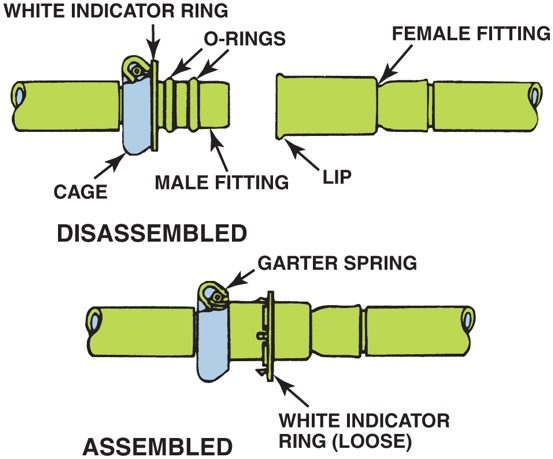 WHITE INDICATOR RING
O-RINGS
FEMALE FITTING
CAGE
MALE FITTING
LIP
DISASSEMBLED
GARTER SPRING
WHITE INDICATOR
RING (LOOSE)
ASSEMBLED